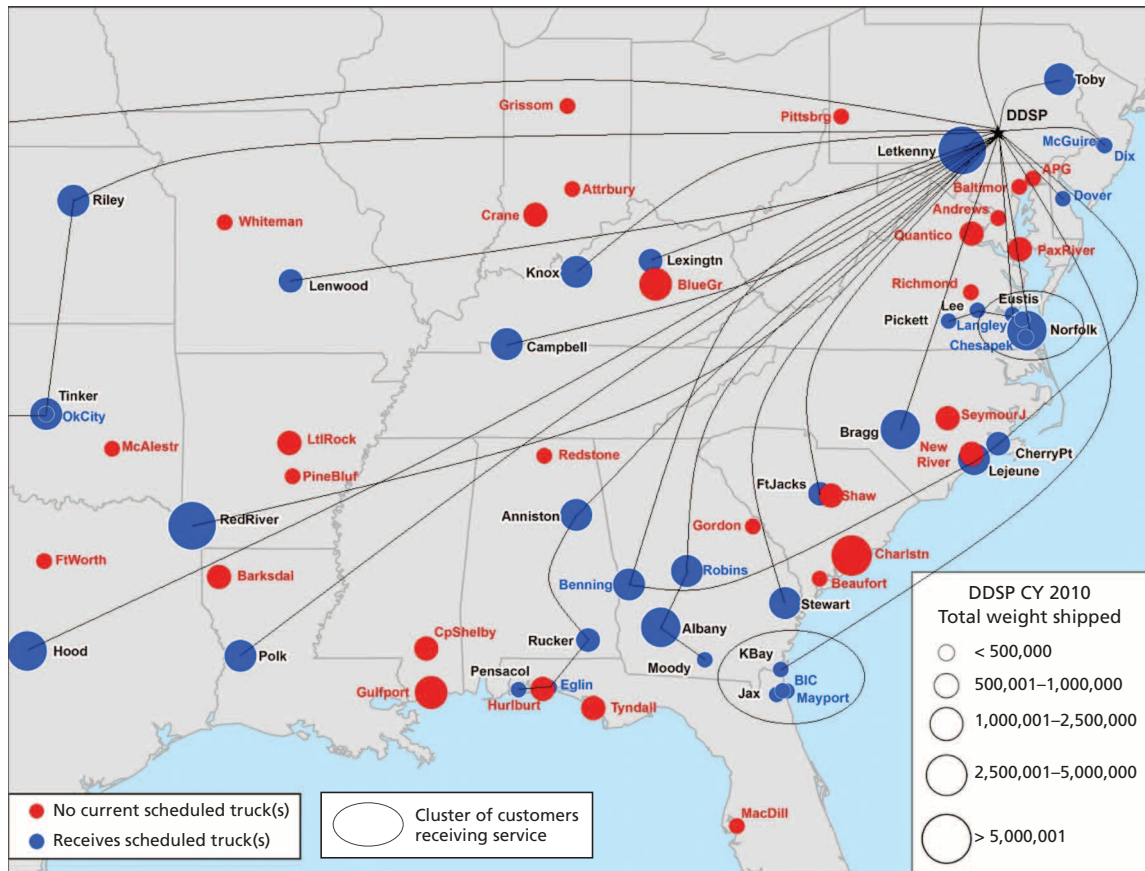 Toby
Grissom
Pittsbrg
DDSP
McGuire
Dix
Letkenny
APG
Baltimor
Riley
Attrbury
Dover
Whiteman
Crane
Andrews
Quantico
PaxRiver
Lexingtn
Knox
Lenwood
BlueGr
Richmond
Lee
Eustis
Pickett
Langley
Norfolk
Chesapek
Campbell
Tinker
OkCity
SeymourJ.
Bragg
LtlRock
McAlestr
New
River
CherryPt
Redstone
Lejeune
PineBluf
FtJacks
Shaw
RedRiver
Anniston
Gordon
FtWorth
Charlstn
Barksdal
Robins
Benning
Beaufort
Stewart
Albany
Rucker
CpShelby
Hood
Polk
Moody
KBay
Pensacol
BIC
Eglin
Jax
Mayport
Gulfport
Hurlburt
Tyndall
MacDill
DDSP CY 2010
Total weight shipped
< 500,000
500,001–1,000,000
1,000,001–2,500,000
2,500,001–5,000,000
> 5,000,001
No current scheduled truck(s)
Receives scheduled truck(s)
Cluster of customers
receiving service